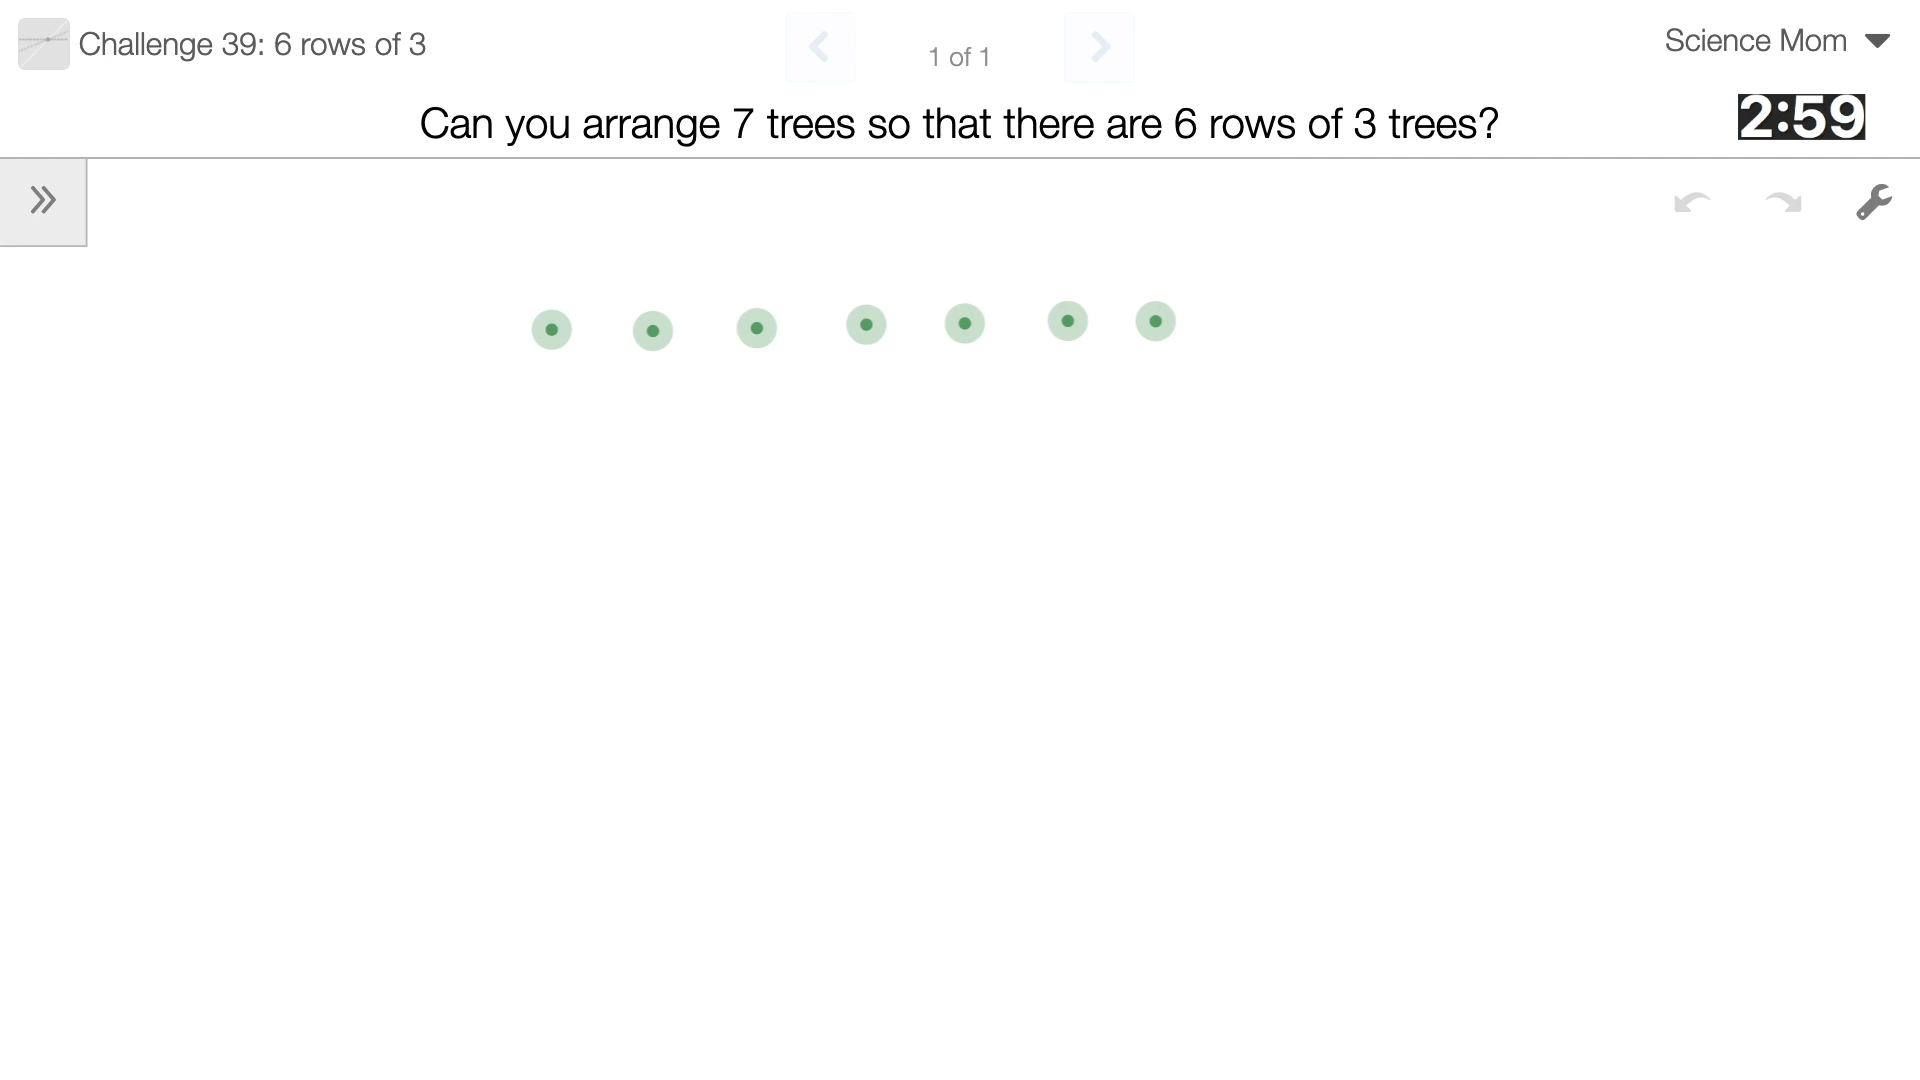 Challenge 39: 6 rows of 3
1 of 1
Science Mom
Can you arrange 7 trees so that there are 6 rows of 3 trees?
2:59